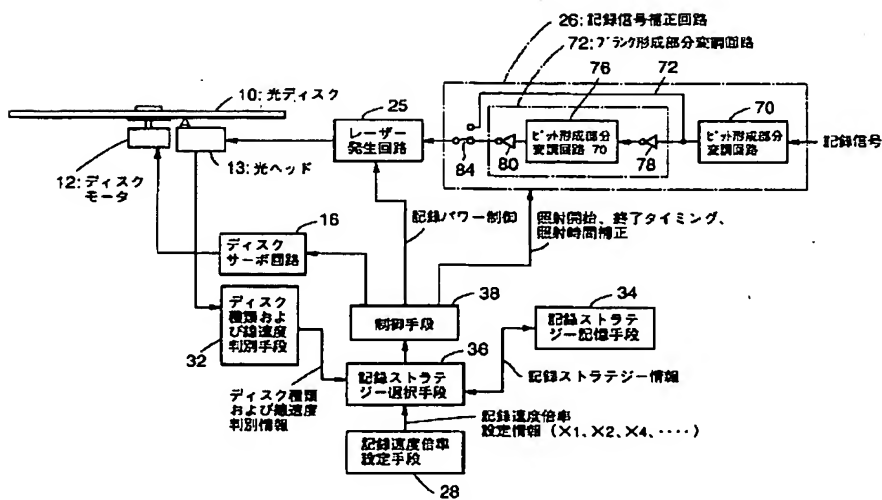 26:記録信号補正回路
72:ブランク形成部分変調回路
76
72
10:光ディスク
25
70
レーザー
発生回路
ピット形成部分
変調回路 70
ピット形成部分
変調回路
記録信号
80
78
84
12:ディスク
モータ
13:光ヘッド
記録パワー制御
照射開始、終了タイミング、
照射時間補正
16
ディスク
サーボ回路
38
34
ディスク
種類および
び線速度
判別手段
32
制御手段
記録ストラテ
ジー記憶手段
36
記録ストラテ
ジー選択手段
記録ストラテジー情報
ディスク種類
および線速度
判別情報
記録速度倍率
設定情報(×1、×2、×4、‥‥)
記録速度倍率
設定手段
28